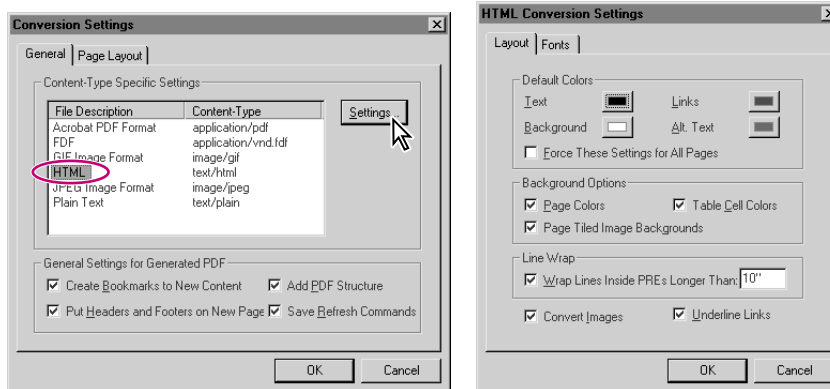 Conversion Settings
General Page Layout
Content-Type Specific Settings
File Description Content-Type
Acrobat PDF Format application/pdf
FDF application/vnd.fdf
GIF Image Format image/gif
HTML text/html
JPEG Image Format image/jpeg
Plain Text text/plain
Settings...
General Settings for Generated PDF
Create Bookmarks to New Content Add PDF Structure
Put Headers and Footers on New Page Save Refresh Commands
OK Cancel
HTML Conversion Settings
Layout Fonts
Default Colors
Text Links
Background Alt. Text
Force These Settings for All Pages
Background Options
Page Colors Table Cell Colors
Page Tiled Image Backgrounds
Line Wrap
Wrap Lines Inside PREs Longer Than: 10"
Convert Images Underline Links
OK Cancel